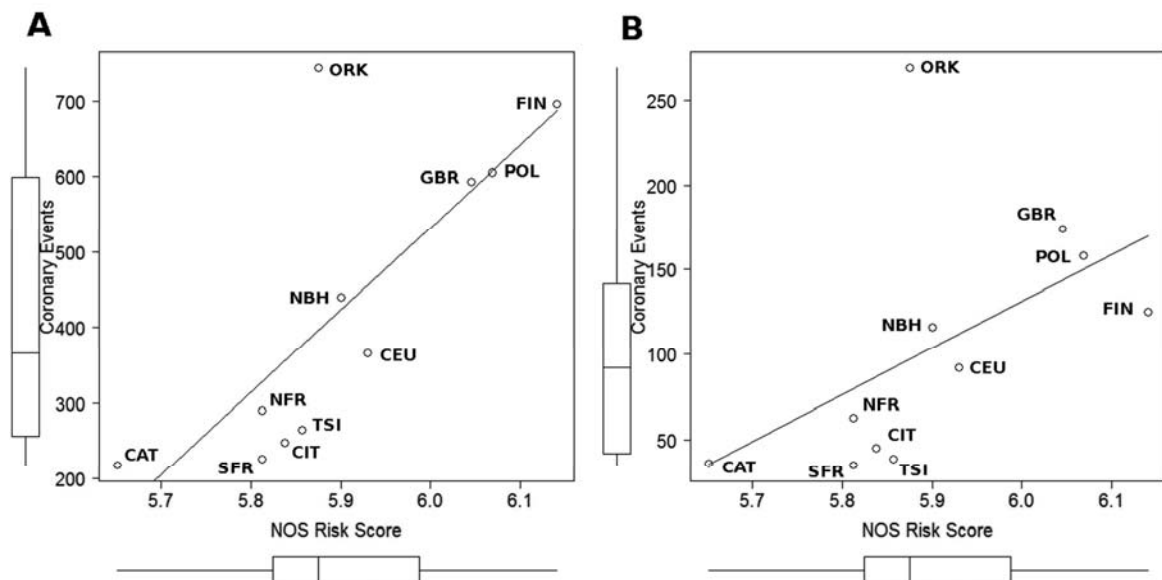 A
Coronary Events
700
600
500
400
300
200
ORK
FIN
GBR
POL
NBH
CEU
NFR
TSI
CIT
SFR
CAT
5.7 5.8 5.9 6.0 6.1
NOS Risk Score
B
Coronary Events
250
200
150
100
50
ORK
GBR
POL
FIN
NBH
CEU
NFR
CIT
TSI
SFR
CAT
5.7 5.8 5.9 6.0 6.1
NOS Risk Score